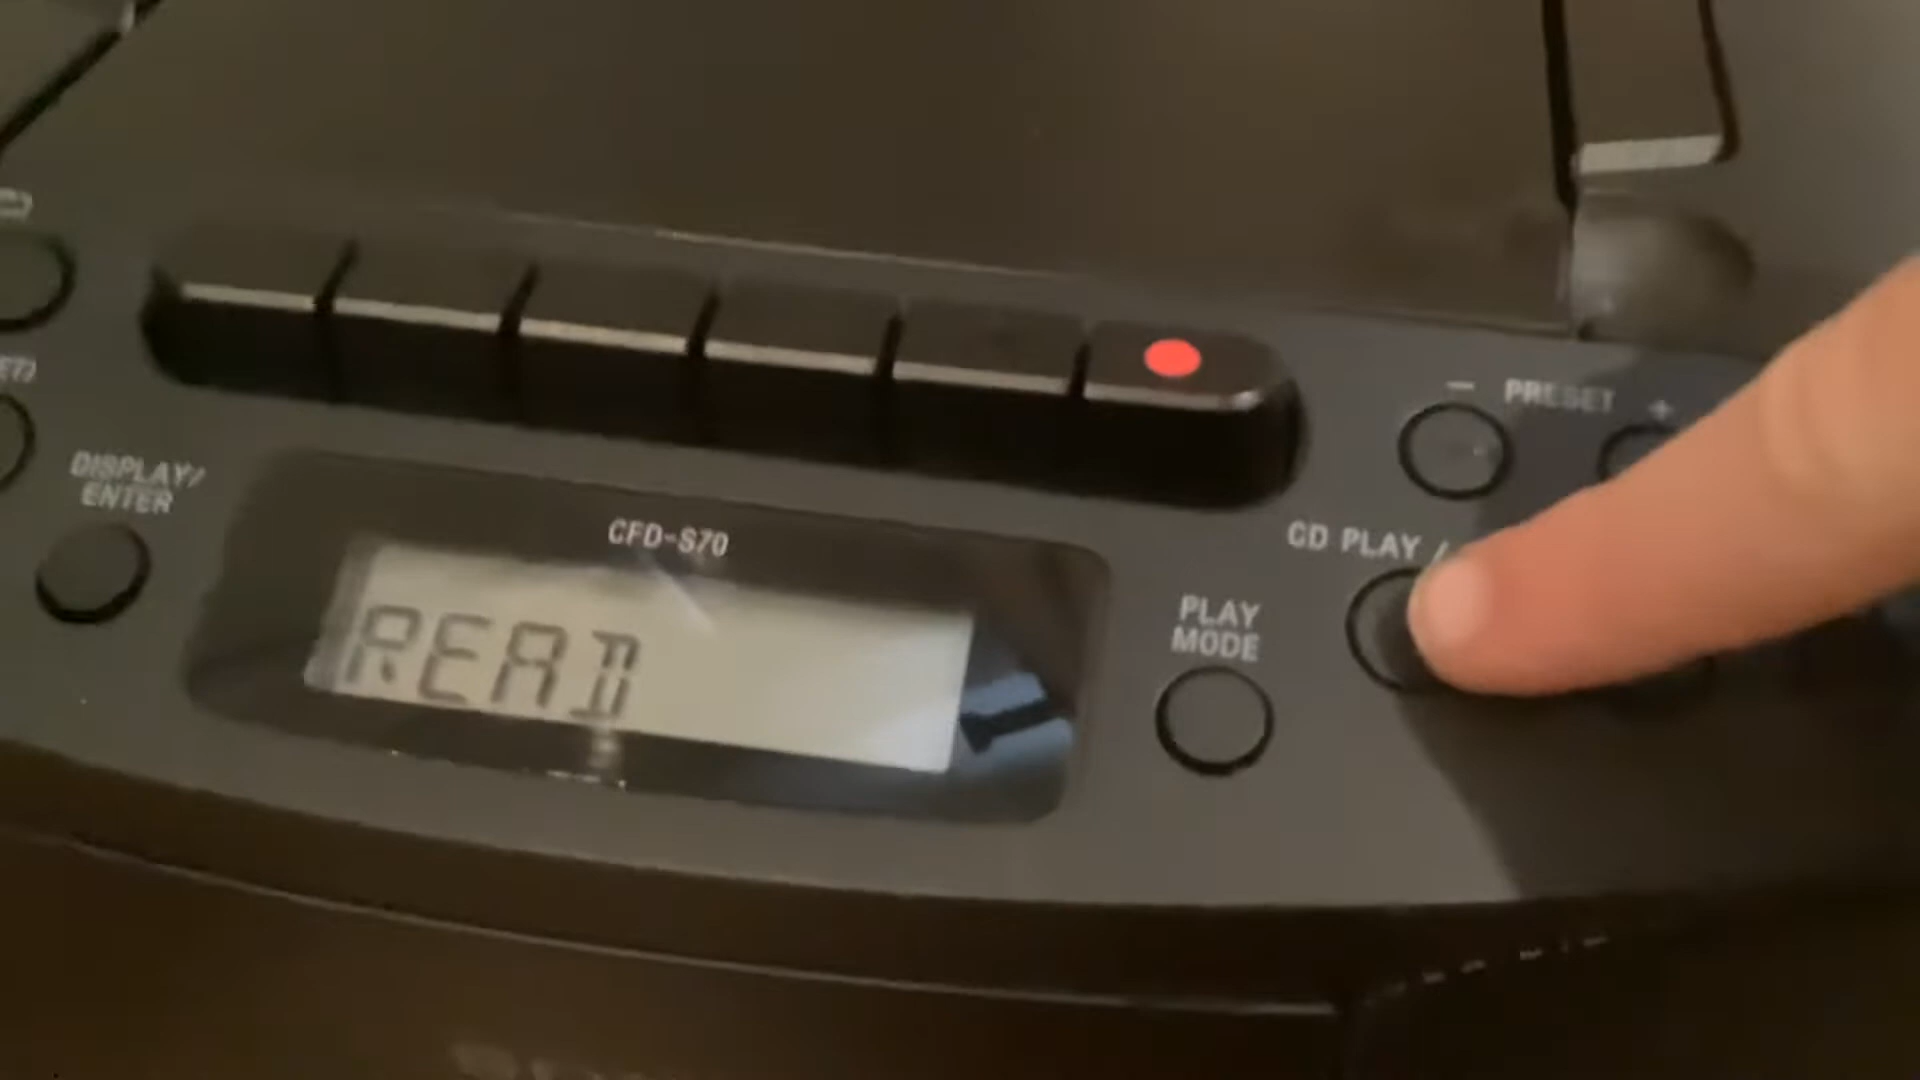 PRESET
DISPLAY/
ENTER
CFD-S70
CD PLAY /
READ
PLAY
MODE